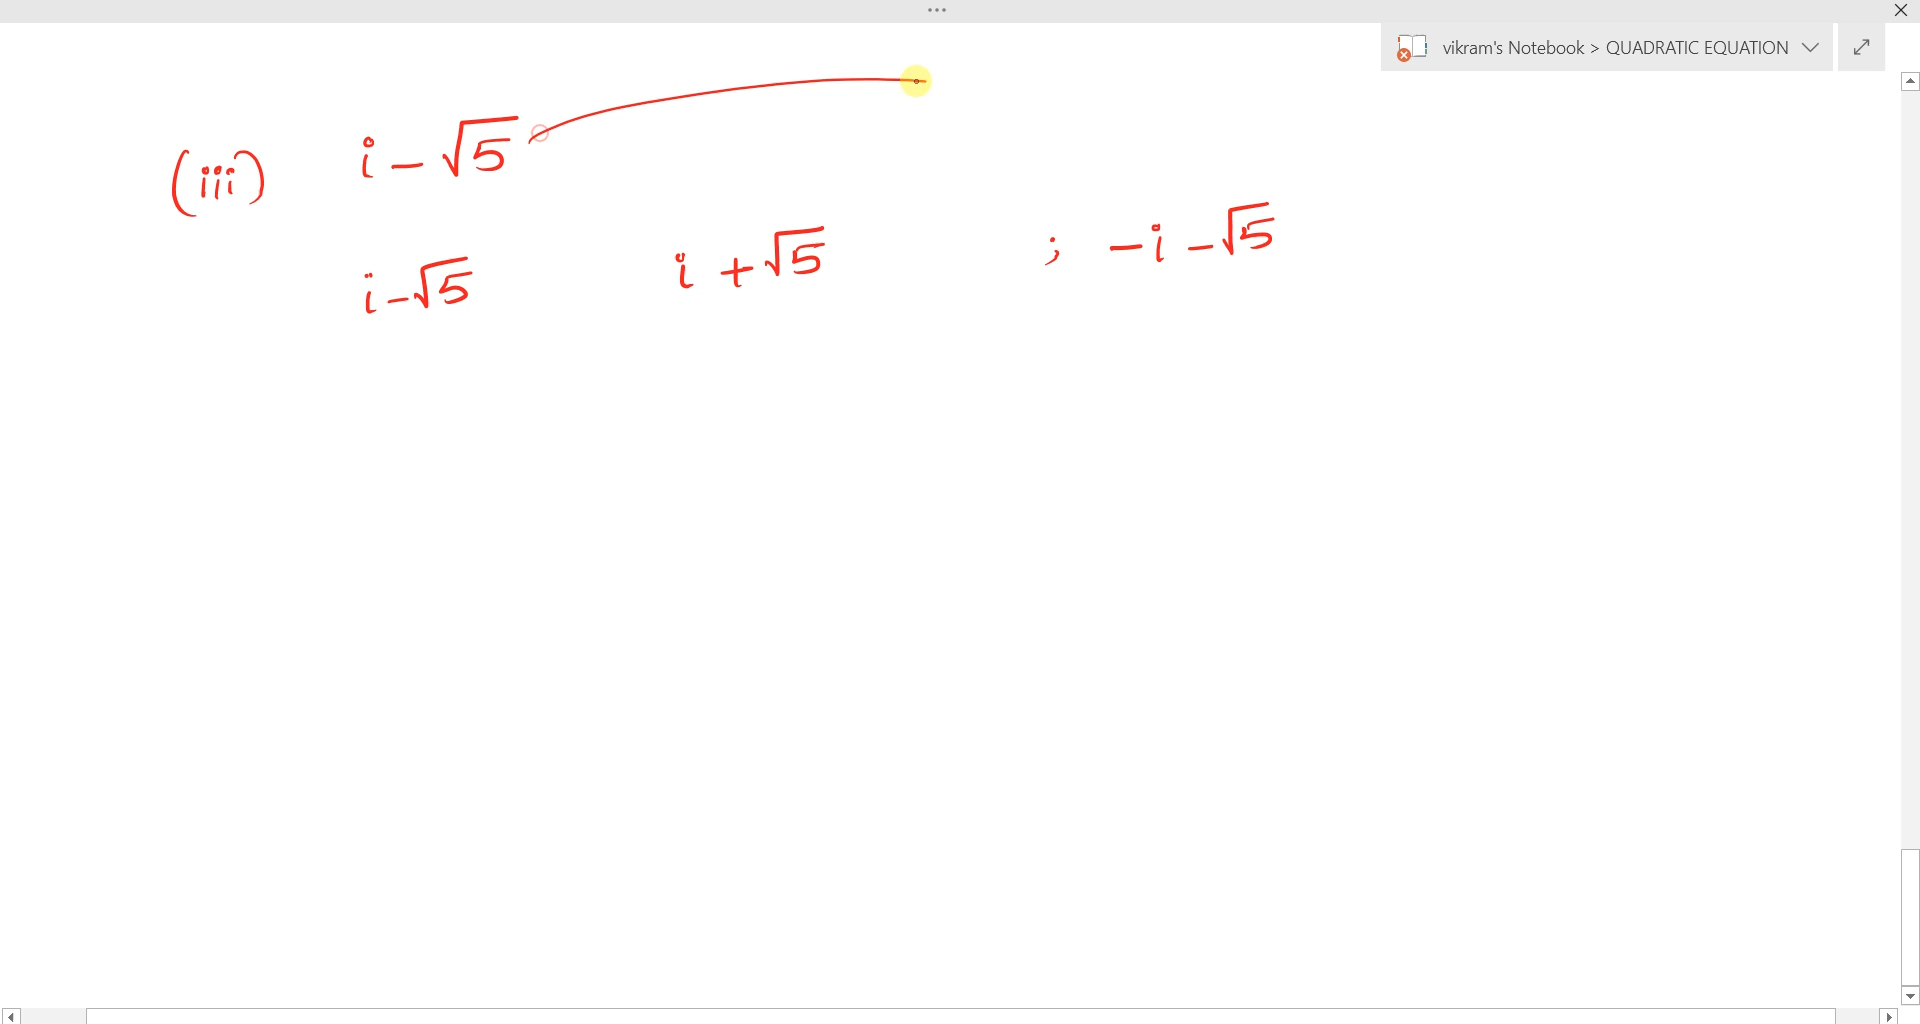 vikram's Notebook > QUADRATIC EQUATION
(iii) i - √5
i - √5 i + √5 ; -i - √5